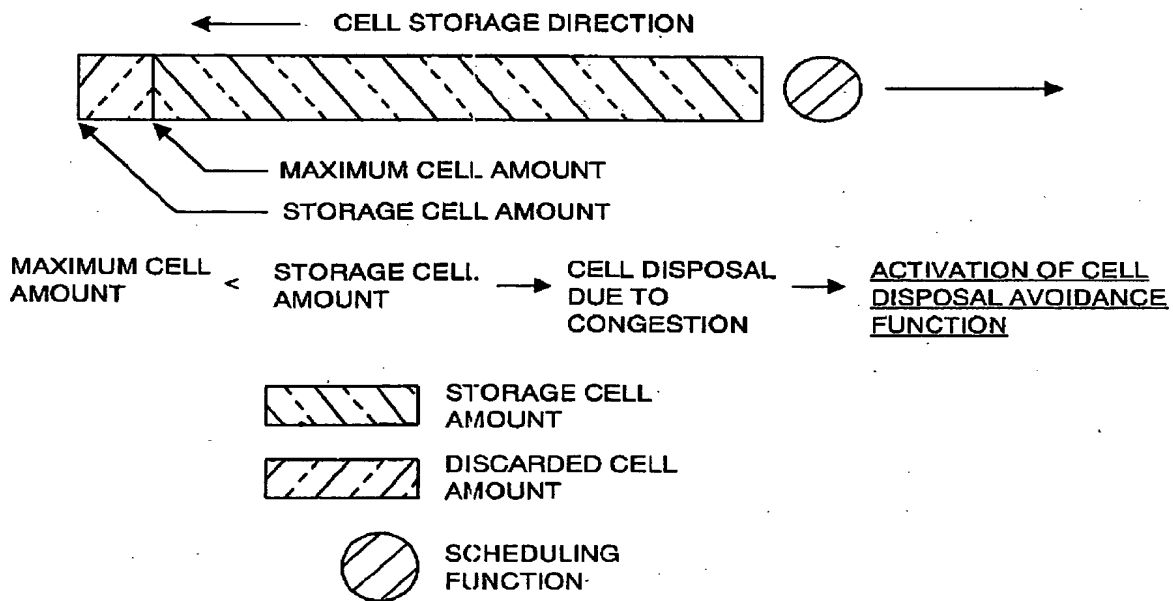 CELL STORAGE DIRECTION
MAXIMUM CELL AMOUNT
STORAGE CELL AMOUNT
MAXIMUM CELL
AMOUNT
<
STORAGE CELL
AMOUNT
CELL DISPOSAL
DUE TO
CONGESTION
ACTIVATION OF CELL
DISPOSAL AVOIDANCE
FUNCTION
STORAGE CELL
AMOUNT
DISCARDED CELL
AMOUNT
SCHEDULING
FUNCTION